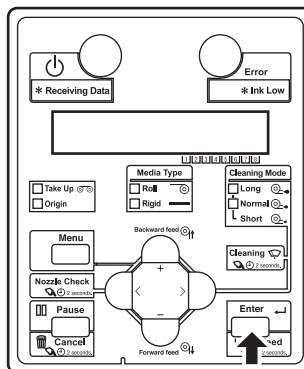 Error
* Receiving Data
* Ink Low
1 2 3 4 5 6 7 8
Media Type
Cleaning Mode
Take Up
Roll
Long
Origin
Rigid
Normal
Short
Menu
Backward feed
Cleaning
2 seconds.
Nozzle Check
2 seconds.
+
< >
−
Pause
Enter
Cancel
2 seconds.
Forward feed
2 seconds.